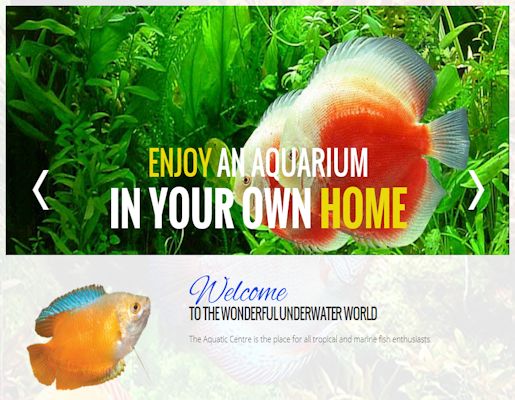 ENJOY AN AQUARIUM
IN YOUR OWN HOME
Welcome
TO THE WONDERFUL UNDERWATER WORLD
The Aquatic Centre is the place for all tropical and marine fish enthusiasts.